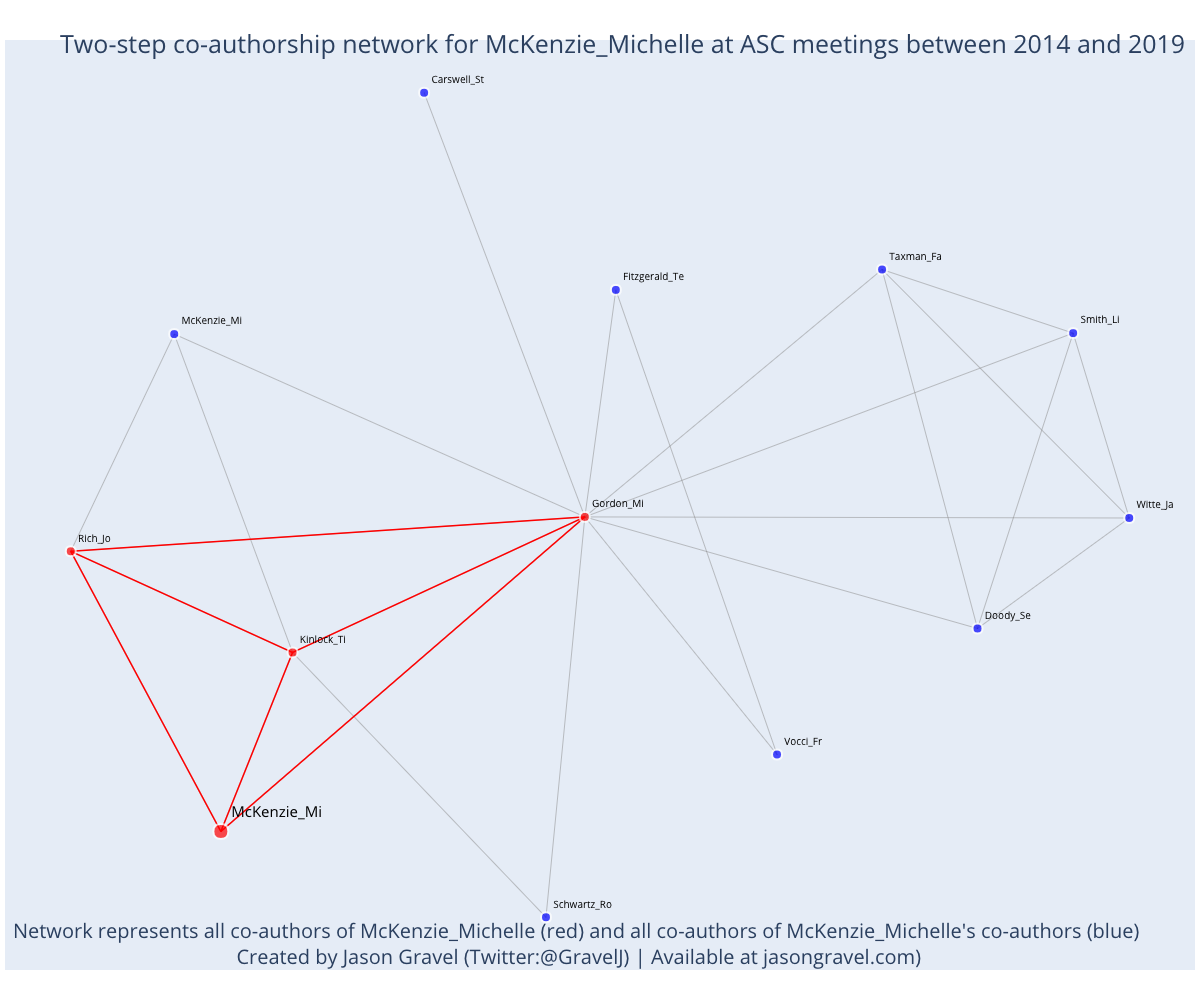 Two-step co-authorship network for McKenzie_Michelle at ASC meetings between 2014 and 2019
Carswell_St
Taxman_Fa
Fitzgerald_Te
McKenzie_Mi
Smith_Li
Gordon_Mi
Witte_Ja
Rich_Jo
Doody_Se
Kinlock_Ti
Vocci_Fr
McKenzie_Mi
Schwartz_Ro
Network represents all co-authors of McKenzie_Michelle (red) and all co-authors of McKenzie_Michelle's co-authors (blue)
Created by Jason Gravel (Twitter:@GravelJ) | Available at jasongravel.com)